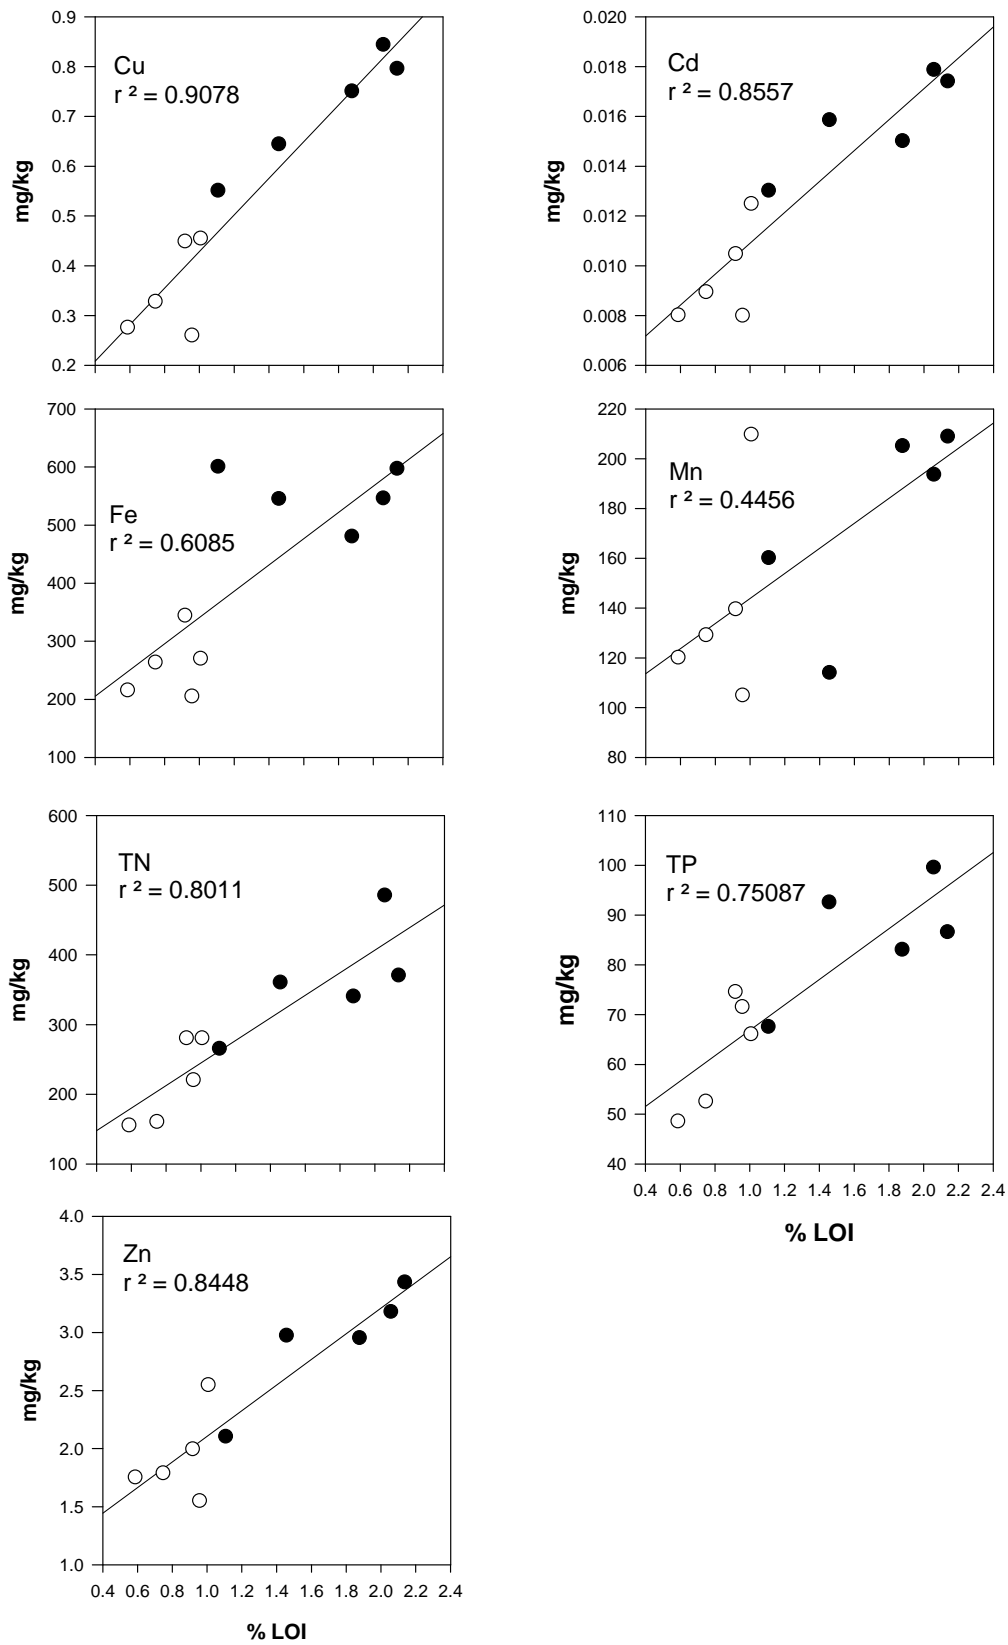 Cu
r ² = 0.9078
mg/kg
0.9
0.8
0.7
0.6
0.5
0.4
0.3
0.2
Cd
r ² = 0.8557
mg/kg
0.020
0.018
0.016
0.014
0.012
0.010
0.008
0.006
Fe
r ² = 0.6085
mg/kg
700
600
500
400
300
200
100
Mn
r ² = 0.4456
mg/kg
220
200
180
160
140
120
100
80
TN
r ² = 0.8011
mg/kg
600
500
400
300
200
100
TP
r ² = 0.75087
mg/kg
110
100
90
80
70
60
50
40
0.4 0.6 0.8 1.0 1.2 1.4 1.6 1.8 2.0 2.2 2.4
% LOI
Zn
r ² = 0.8448
mg/kg
4.0
3.5
3.0
2.5
2.0
1.5
1.0
0.4 0.6 0.8 1.0 1.2 1.4 1.6 1.8 2.0 2.2 2.4
% LOI